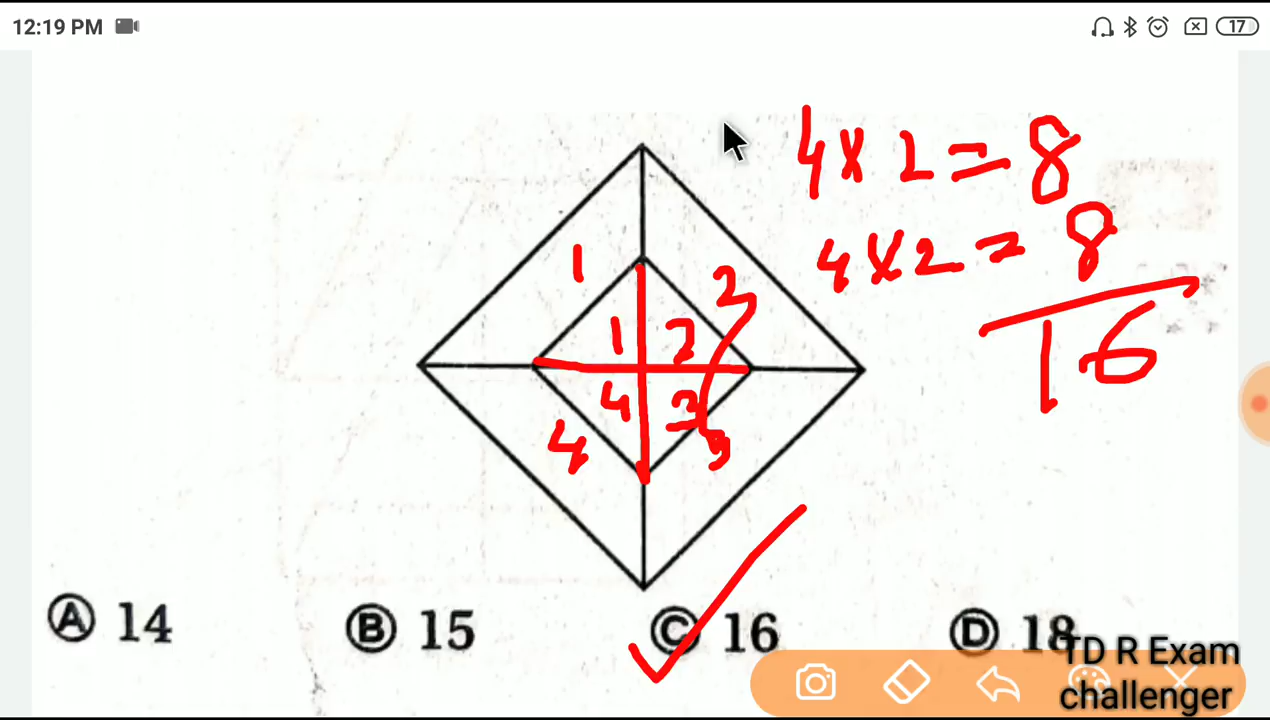 12:19 PM 17
4 x 2 = 8
4 x 2 = 8
16
1 2
1 2
4 3
4 3
Ⓐ 14 Ⓑ 15 Ⓒ 16 Ⓓ 18
TD R Exam
challenger